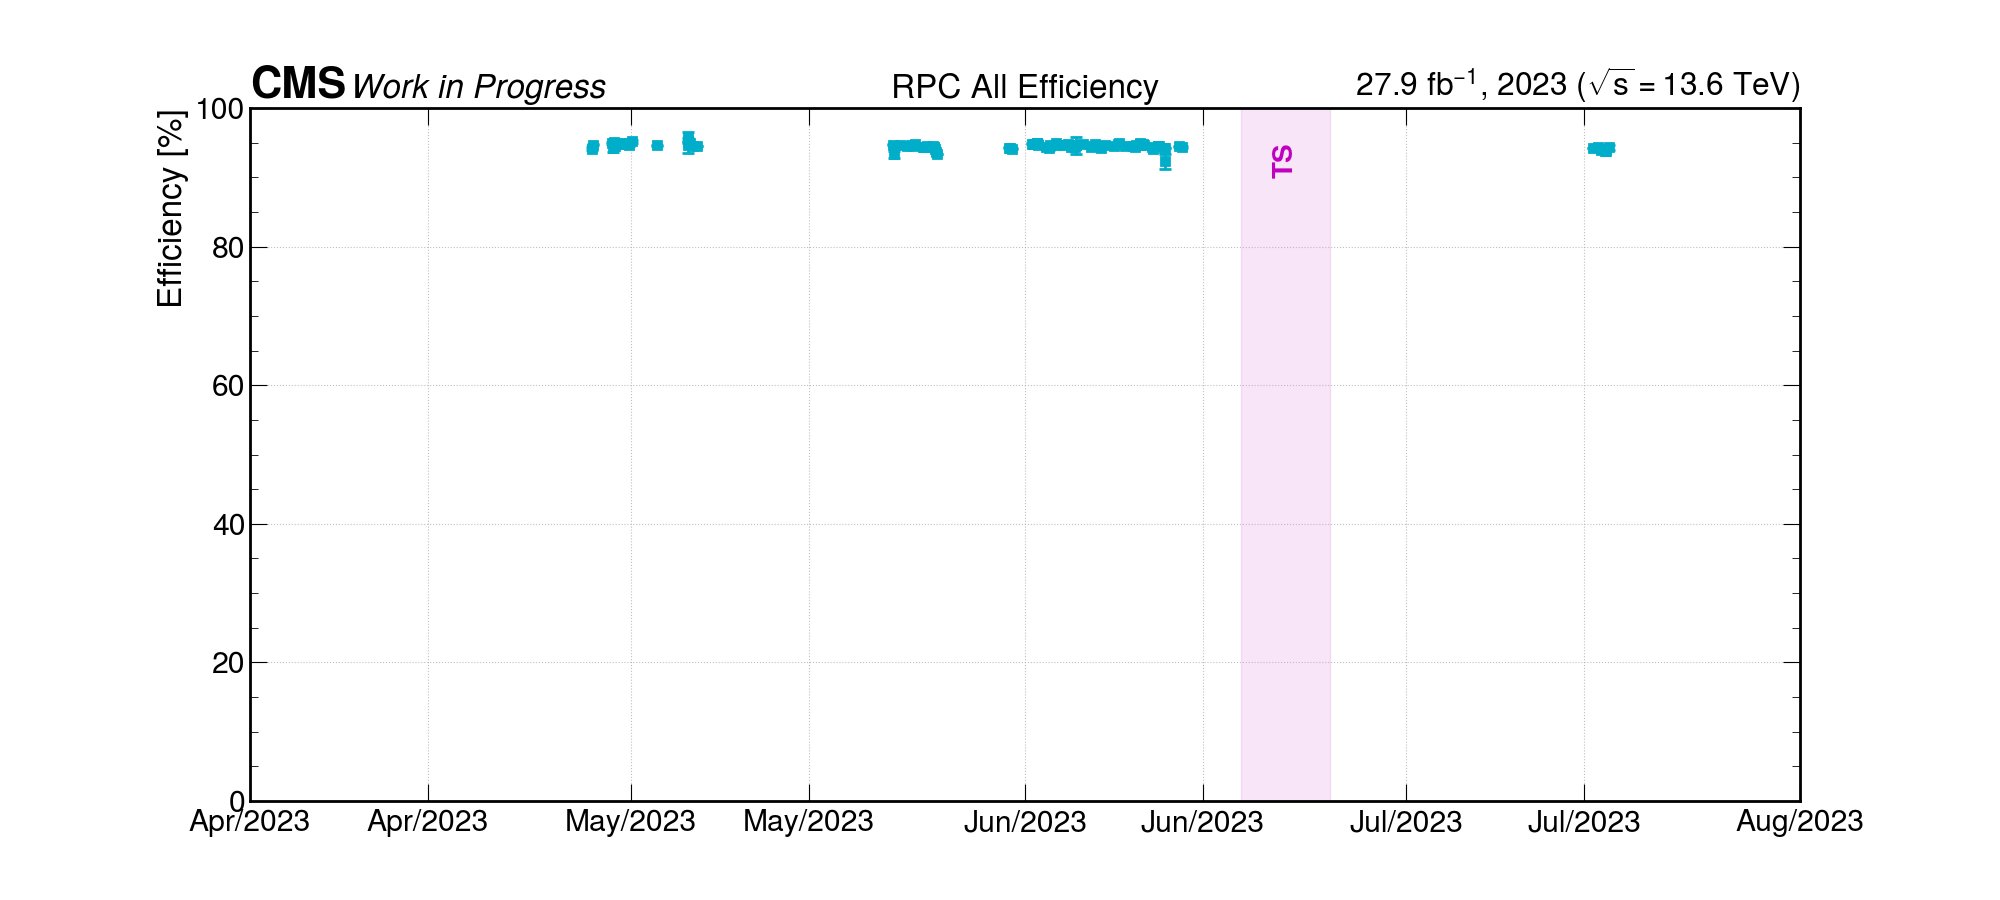 CMS Work in Progress RPC All Efficiency 27.9 fb⁻¹, 2023 (√s = 13.6 TeV)
Efficiency [%]
100
80
60
40
20
0
TS
Apr/2023 Apr/2023 May/2023 May/2023 Jun/2023 Jun/2023 Jul/2023 Jul/2023 Aug/2023